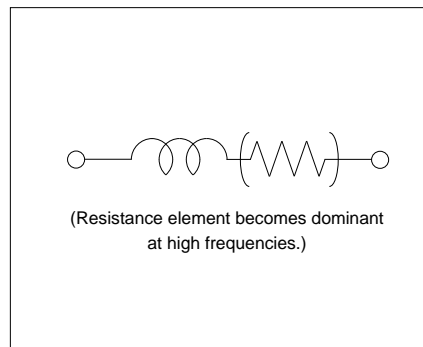 (Resistance element becomes dominant
at high frequencies.)